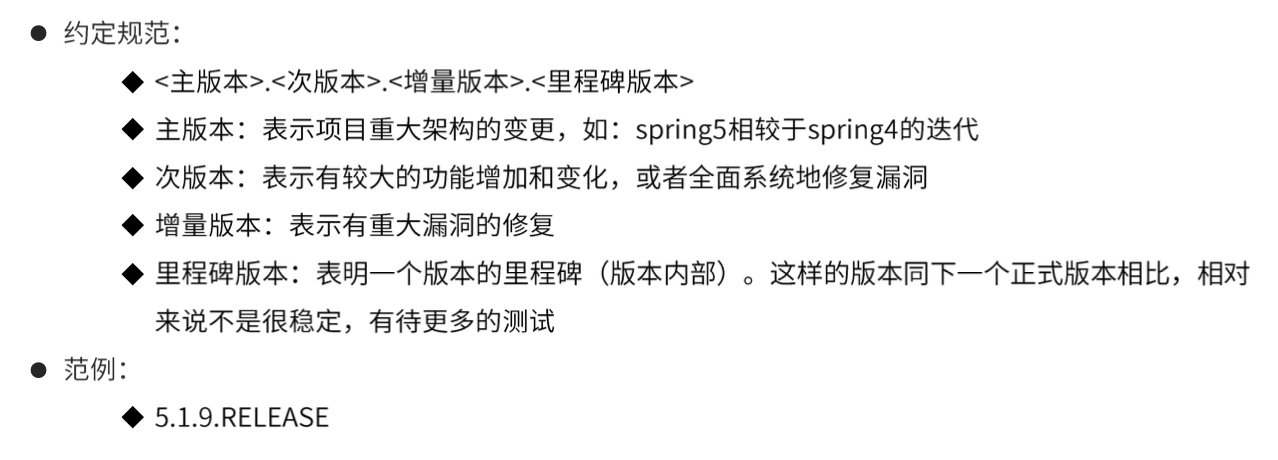 ● 约定规范：
◆ <主版本>.<次版本>.<增量版本>.<里程碑版本>
◆ 主版本：表示项目重大架构的变更，如：spring5相较于spring4的迭代
◆ 次版本：表示有较大的功能增加和变化，或者全面系统地修复漏洞
◆ 增量版本：表示有重大漏洞的修复
◆ 里程碑版本：表明一个版本的里程碑（版本内部）。这样的版本同下一个正式版本相比，相对
来说不是很稳定，有待更多的测试
● 范例：
◆ 5.1.9.RELEASE